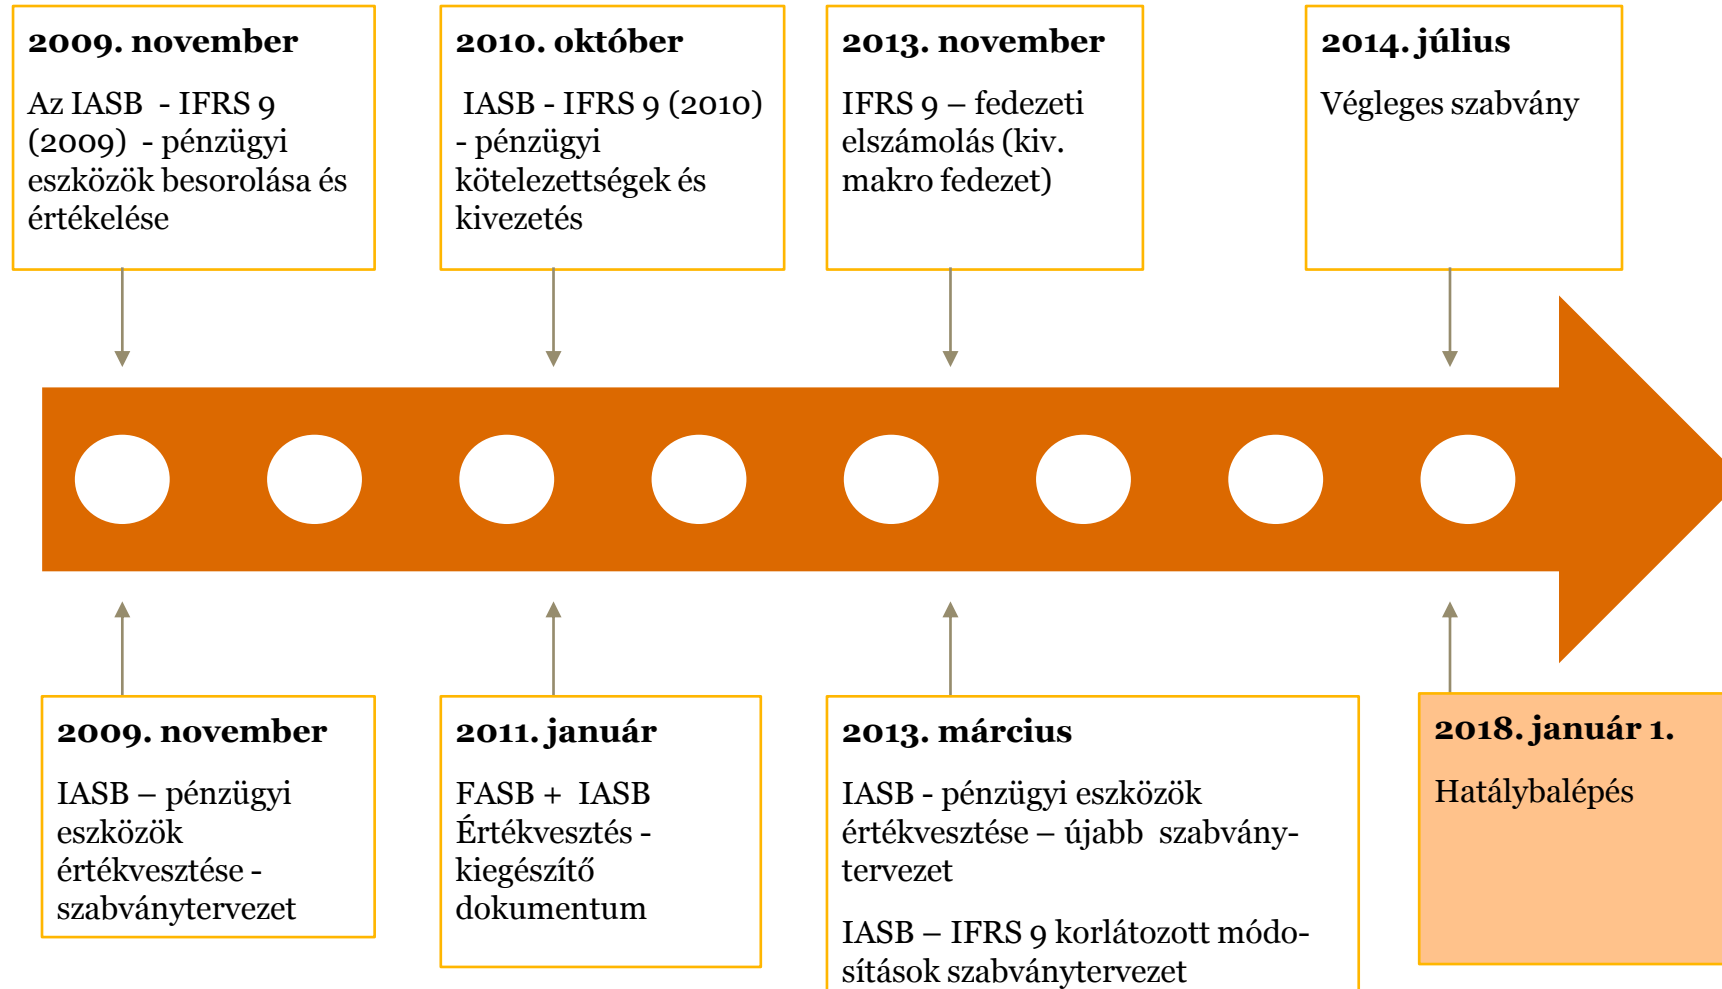 2009. november
Az IASB - IFRS 9
(2009) - pénzügyi
eszközök besorolása és
értékelése
2010. október
IASB - IFRS 9 (2010)
- pénzügyi
kötelezettségek és
kivezetés
2013. november
IFRS 9 – fedezeti
elszámolás (kiv.
makro fedezet)
2014. július
Végleges szabvány
2009. november
IASB – pénzügyi
eszközök
értékvesztése -
szabványtervezet
2011. január
FASB + IASB
Értékvesztés -
kiegészítő
dokumentum
2013. március
IASB - pénzügyi eszközök
értékvesztése – újabb szabvány-
tervezet
IASB – IFRS 9 korlátozott módo-
sítások szabványtervezet
2018. január 1.
Hatálybalépés